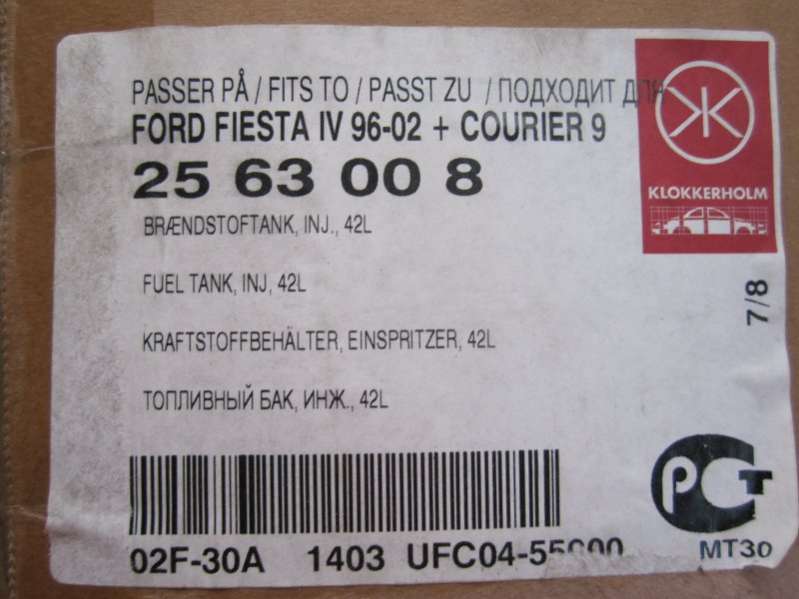 PASSER PÅ / FITS TO / PASST ZU / ПОДХОДИТ ДЛЯ
FORD FIESTA IV 96-02 + COURIER 9
25 63 00 8
KLOKKERHOLM
BRÆNDSTOFTANK, INJ., 42L
FUEL TANK, INJ, 42L
7/8
KRAFTSTOFFBEHÄLTER, EINSPRITZER, 42L
ТОПЛИВНЫЙ БАК, ИНЖ., 42L
РСТ
МТ30
02F-30A 1403